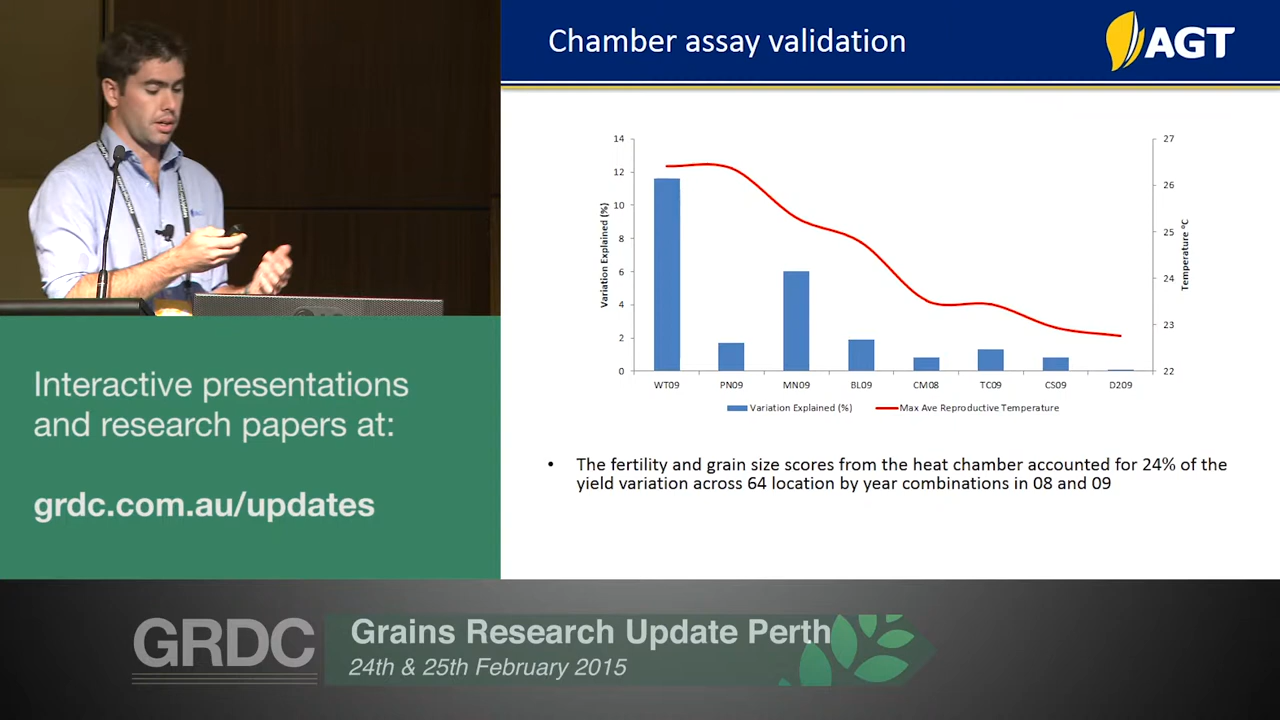 Chamber assay validation
AGT
14
12
10
8
6
4
2
0
Variation Explained (%)
27
26
25
24
23
22
Temperature ºC
WT09
PN09
MN09
BL09
CM08
TC09
CS09
D209
Variation Explained (%)
Max Ave Reproductive Temperature
• The fertility and grain size scores from the heat chamber accounted for 24% of the
yield variation across 64 location by year combinations in 08 and 09
Interactive presentations
and research papers at:
grdc.com.au/updates
GRDC
Grains Research Update Perth
24th & 25th February 2015